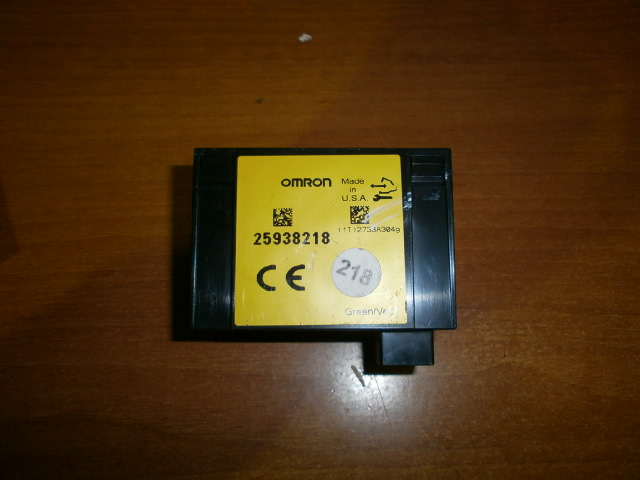 OMRON
Made
in
U.S.A.
25938218
CE
218